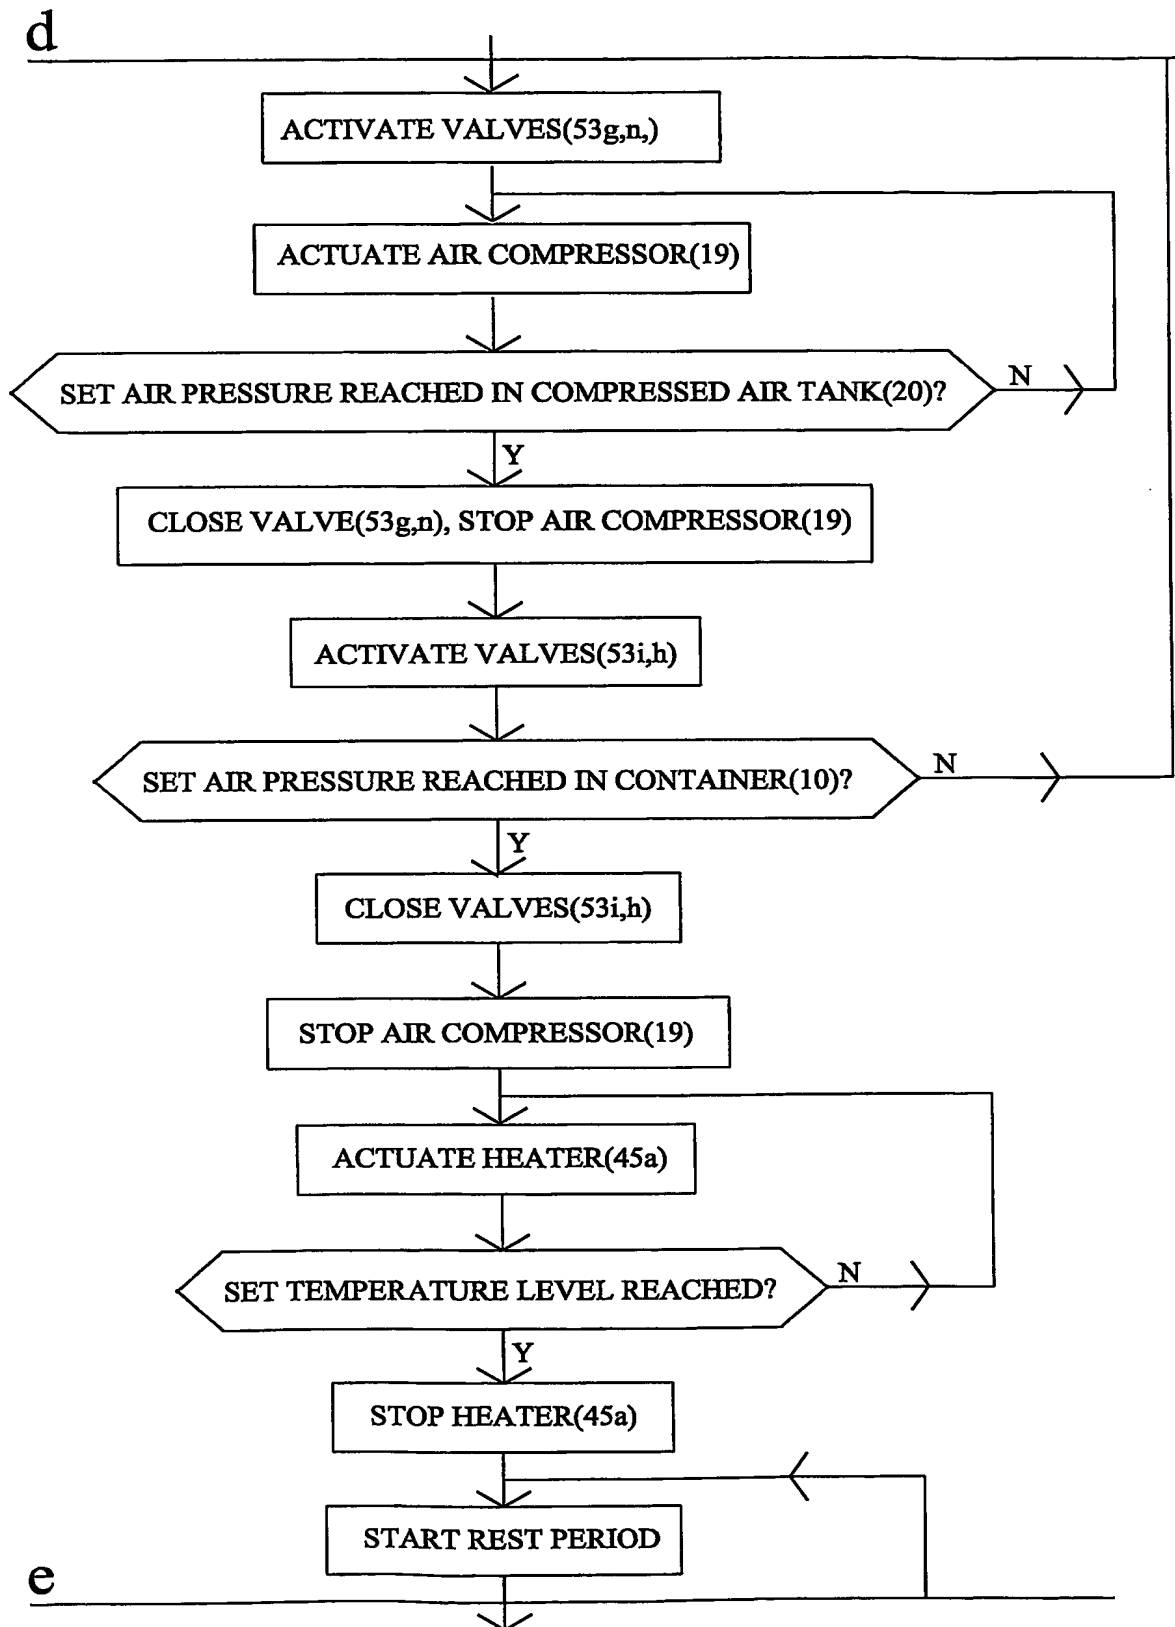 d
ACTIVATE VALVES(53g,n,)
ACTUATE AIR COMPRESSOR(19)
SET AIR PRESSURE REACHED IN COMPRESSED AIR TANK(20)?
N
Y
CLOSE VALVE(53g,n), STOP AIR COMPRESSOR(19)
ACTIVATE VALVES(53i,h)
SET AIR PRESSURE REACHED IN CONTAINER(10)?
N
Y
CLOSE VALVES(53i,h)
STOP AIR COMPRESSOR(19)
ACTUATE HEATER(45a)
SET TEMPERATURE LEVEL REACHED?
N
Y
STOP HEATER(45a)
START REST PERIOD
e